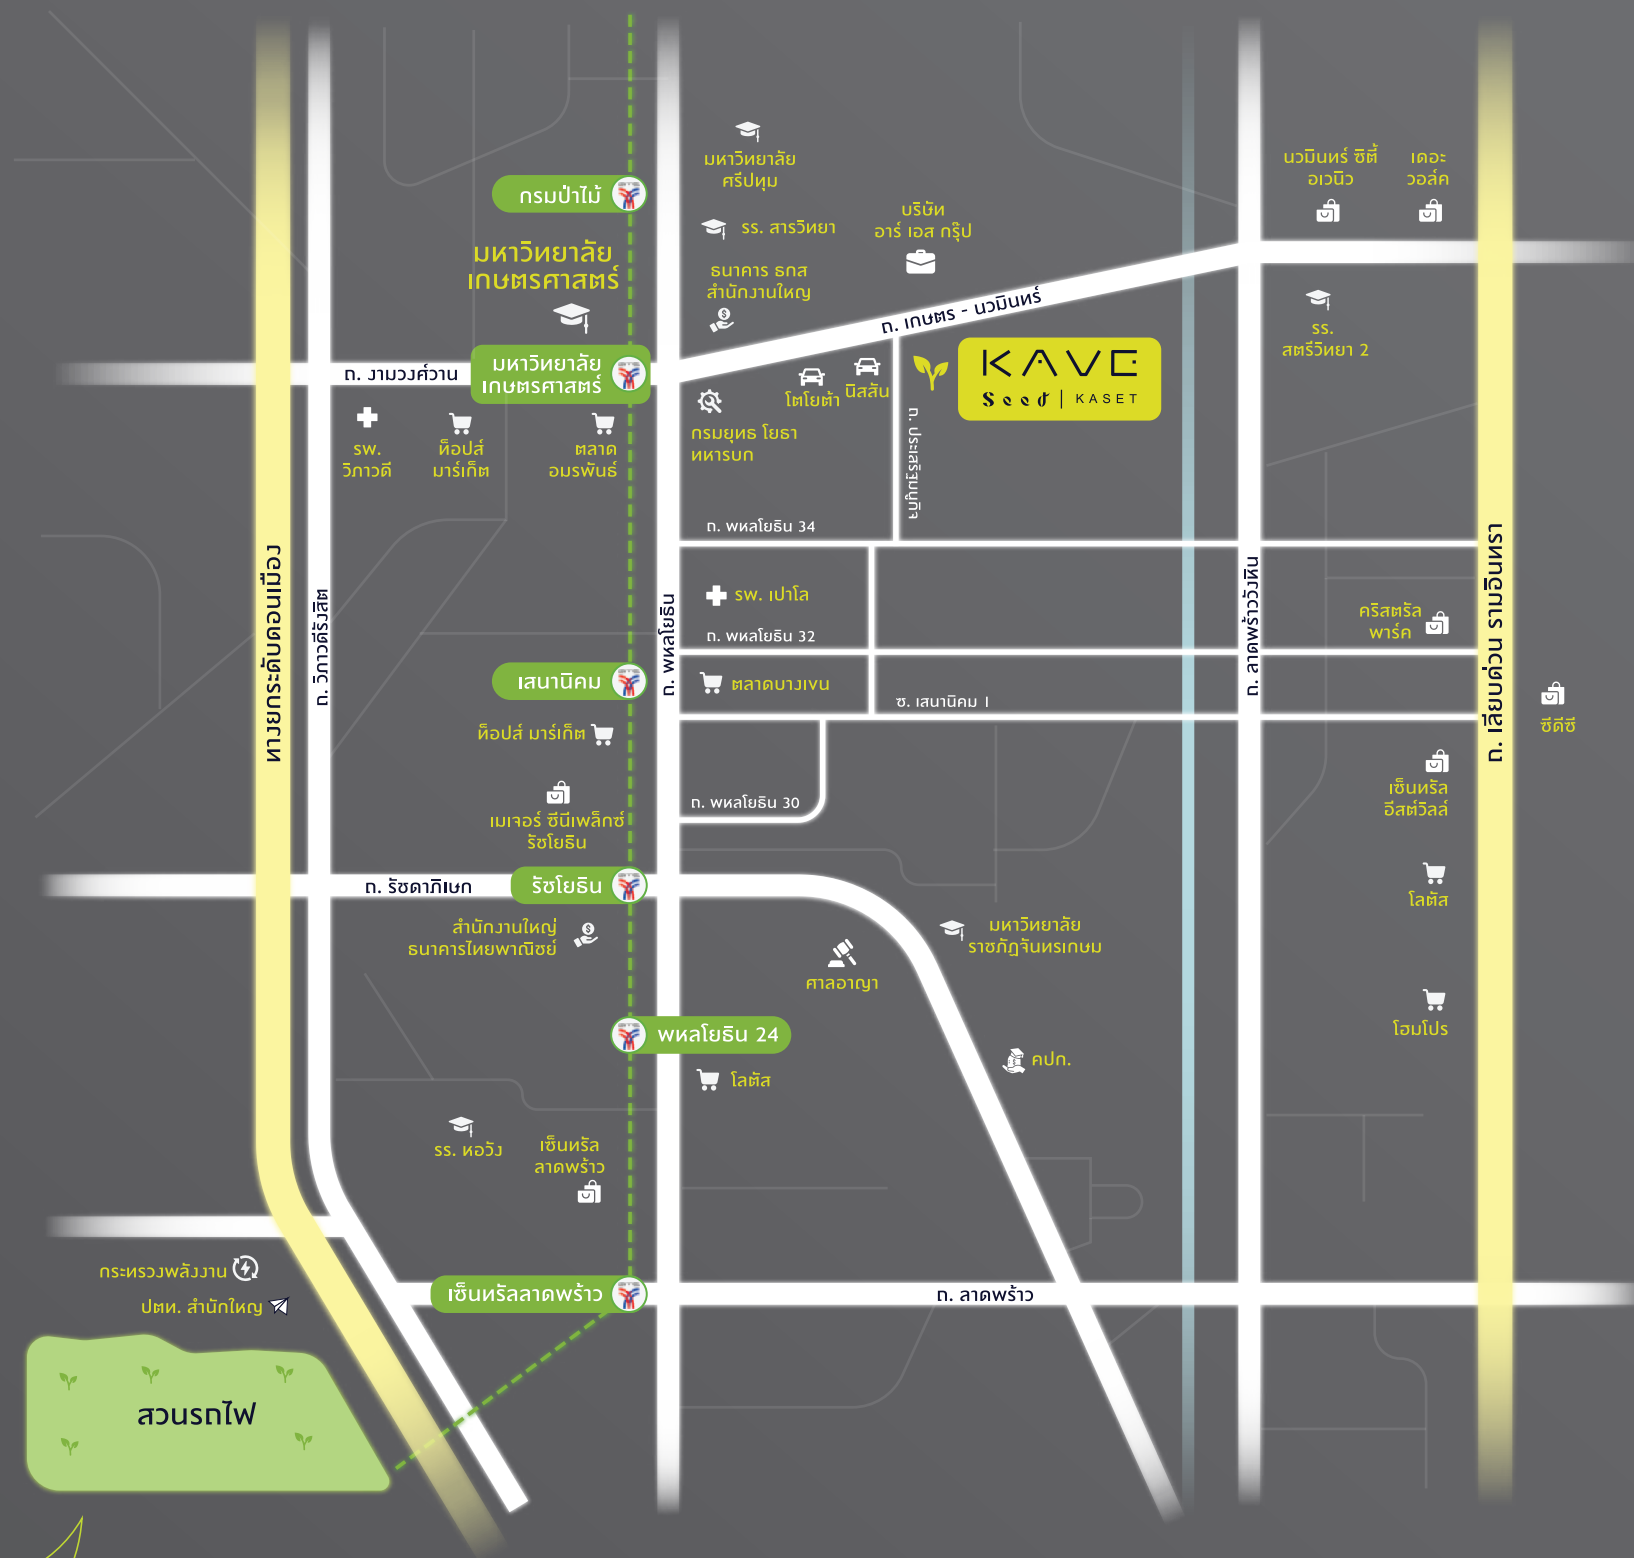 มหาวิทยาลัย
ศรีปทุม
นวมินทร์ ซิตี้
อเวนิว
เดอะ
วอล์ค
กรมป่าไม้
รร. สารวิทยา
บริษัท
อาร์ เอส กรุ๊ป
มหาวิทยาลัย
เกษตรศาสตร์
ธนาคาร ธกส
สำนักงานใหญ่
ถ. เกษตร - นวมินทร์
รร.
สตรีวิทยา 2
ถ. งามวงศ์วาน
มหาวิทยาลัย
เกษตรศาสตร์
โตโยต้า
นิสสัน
KAVE
Seed | KASET
รพ.
วิภาวดี
ท็อปส์
มาร์เก็ต
ตลาด
อมรพันธ์
กรมยุทธ โยธา
ทหารบก
ถ. ประเสริฐมนูกิจ
ถ. พหลโยธิน 34
ทางยกระดับดอนเมือง
ถ. วิภาวดีรังสิต
ถ. พหลโยธิน
ถ. ลาดพร้าววังหิน
ถ. เลียบด่วน รามอินทรา
รพ. เปาโล
คริสตรัล
พาร์ค
ถ. พหลโยธิน 32
เสนานิคม
ตลาดบางเขน
ซ. เสนานิคม 1
ซีดีซี
ท็อปส์ มาร์เก็ต
เซ็นทรัล
อีสต์วิลล์
ถ. พหลโยธิน 30
เมเจอร์ ซีนีเพล็กซ์
รัชโยธิน
ถ. รัชดาภิเษก
รัชโยธิน
โลตัส
สำนักงานใหญ่
ธนาคารไทยพาณิชย์
มหาวิทยาลัย
ราชภัฏจันทรเกษม
ศาลอาญา
พหลโยธิน 24
โฮมโปร
คปภ.
โลตัส
รร. หอวัง
เซ็นทรัล
ลาดพร้าว
กระทรวงพลังงาน
ปตท. สำนักใหญ่
เซ็นทรัลลาดพร้าว
ถ. ลาดพร้าว
สวนรถไฟ